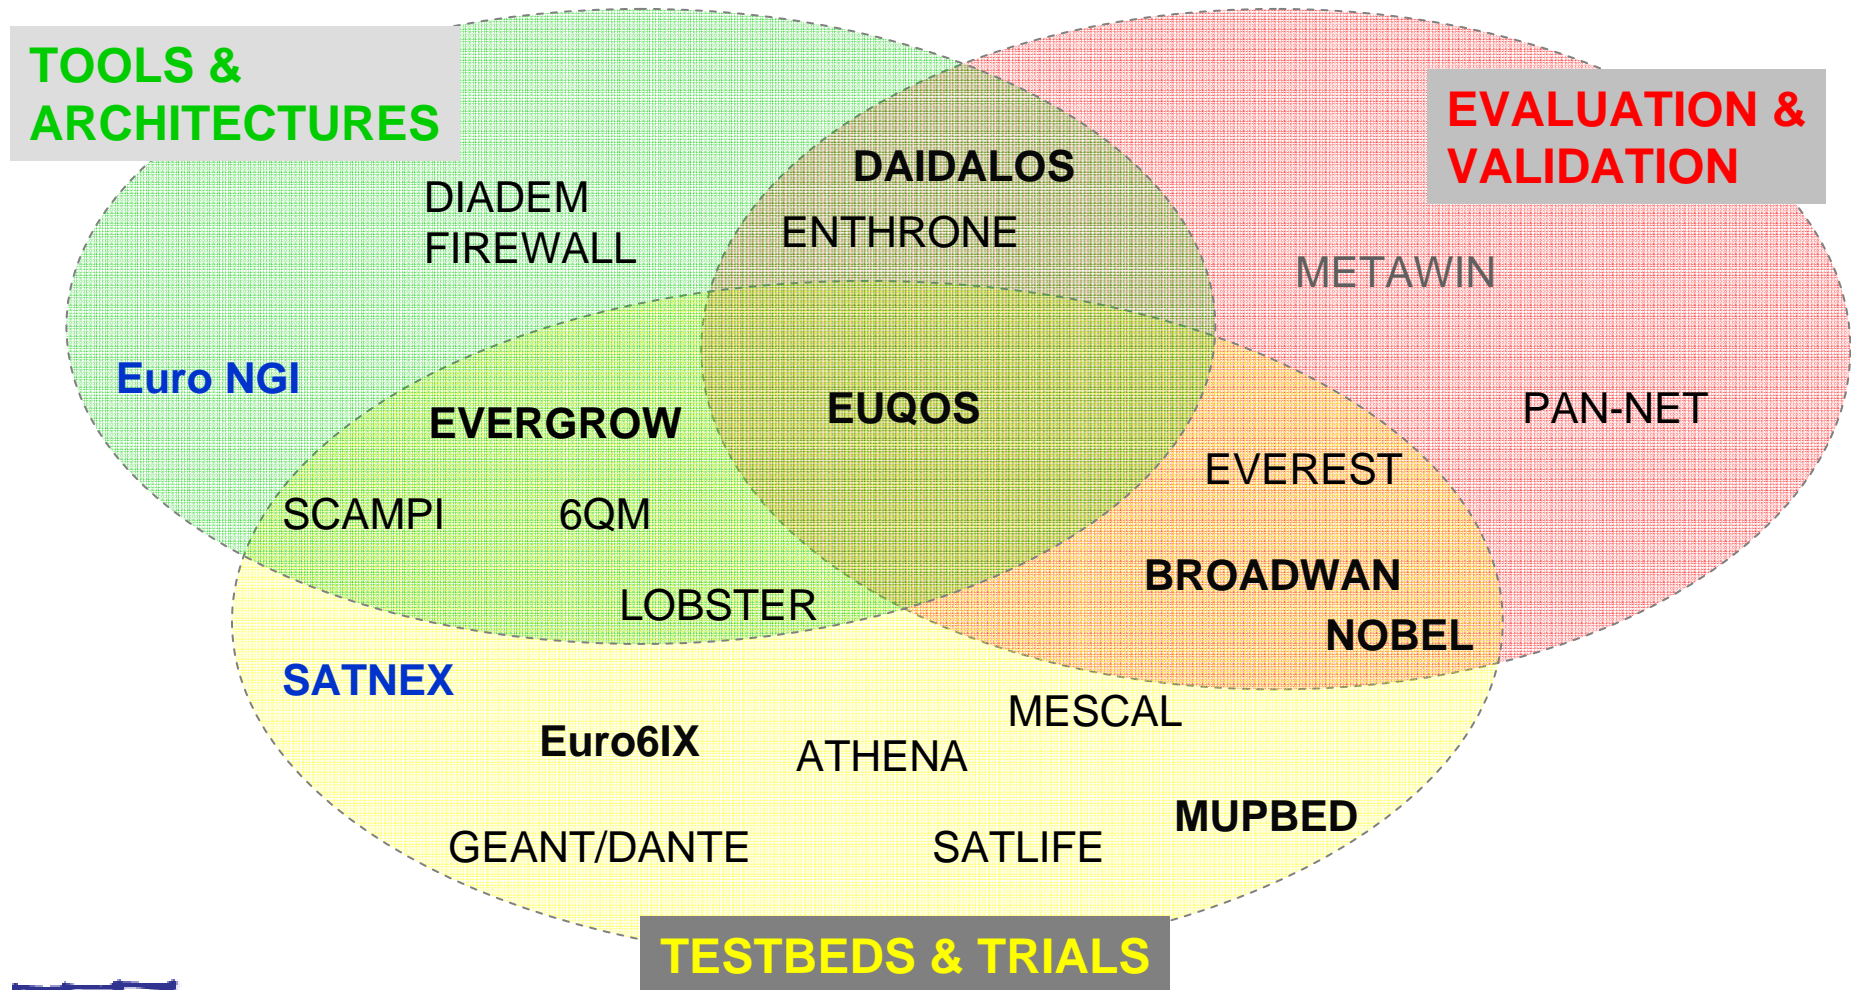 TOOLS &
ARCHITECTURES
EVALUATION &
VALIDATION
DAIDALOS
DIADEM
FIREWALL
ENTHRONE
METAWIN
Euro NGI
EVERGROW
EUQOS
PAN-NET
EVEREST
SCAMPI
6QM
BROADWAN
LOBSTER
NOBEL
SATNEX
MESCAL
Euro6IX
ATHENA
MUPBED
GEANT/DANTE
SATLIFE
TESTBEDS & TRIALS